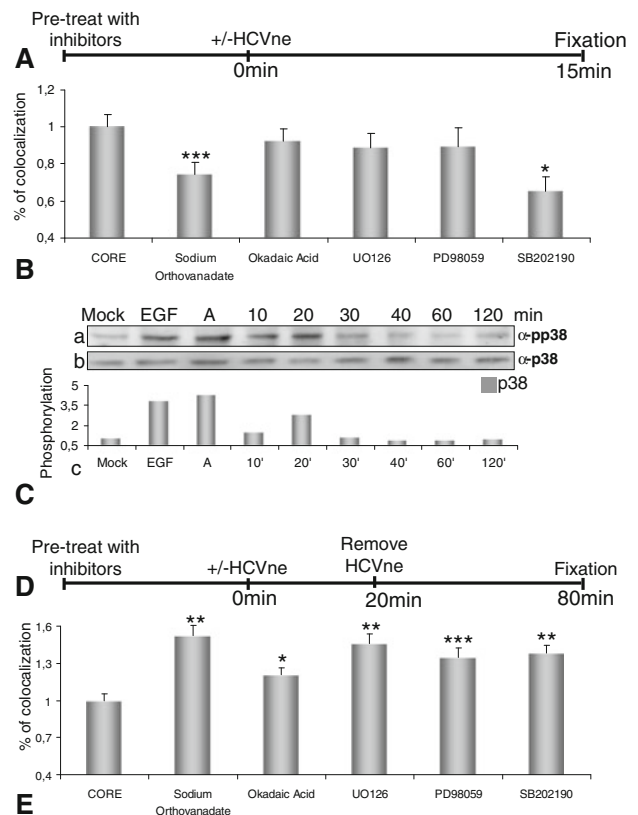 Pre-treat with
inhibitors
+/-HCVne
Fixation
A
0min
15min
% of colocalization
1,2
1
0,8
0,6
0,4
***
*
CORE
Sodium
Orthovanadate
Okadaic Acid
UO126
PD98059
SB202190
B
Mock EGF A 10 20 30 40 60 120 min
a
α-pp38
b
α-p38
p38
Phosphorylation
5
3,5
2
0,5
c
Mock EGF A 10' 20' 30' 40' 60' 120'
C
Pre-treat with
inhibitors
+/-HCVne
Remove
HCVne
Fixation
D
0min
20min
80min
% of colocalization
1,6
1,3
1
0,7
0,4
**
*
**
***
**
CORE
Sodium
Orthovanadate
Okadaic Acid
UO126
PD98059
SB202190
E